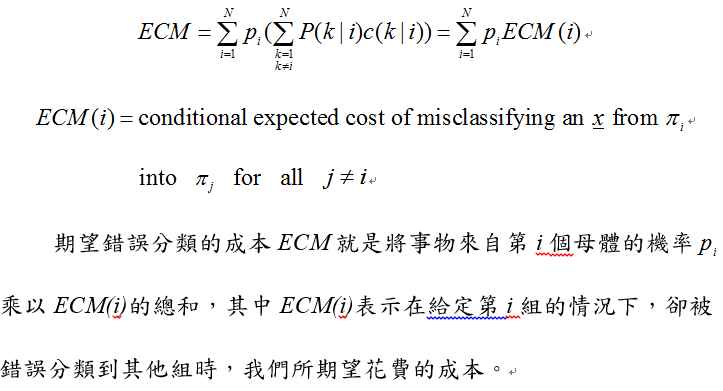 ECM = \sum_{i=1}^{N} p_i (\sum_{\substack{k=1 \\ k \neq i}}^{N} P(k|i)c(k|i)) = \sum_{i=1}^{N} p_i ECM(i)
ECM(i) = conditional expected cost of misclassifying an \underline{x} from \pi_i
into \pi_j for all j \neq i
期望錯誤分類的成本 ECM 就是將事物來自第 i 個母體的機率 p_i
乘以 ECM(i)的總和，其中 ECM(i)表示在給定第 i 組的情況下，卻被
錯誤分類到其他組時，我們所期望花費的成本。